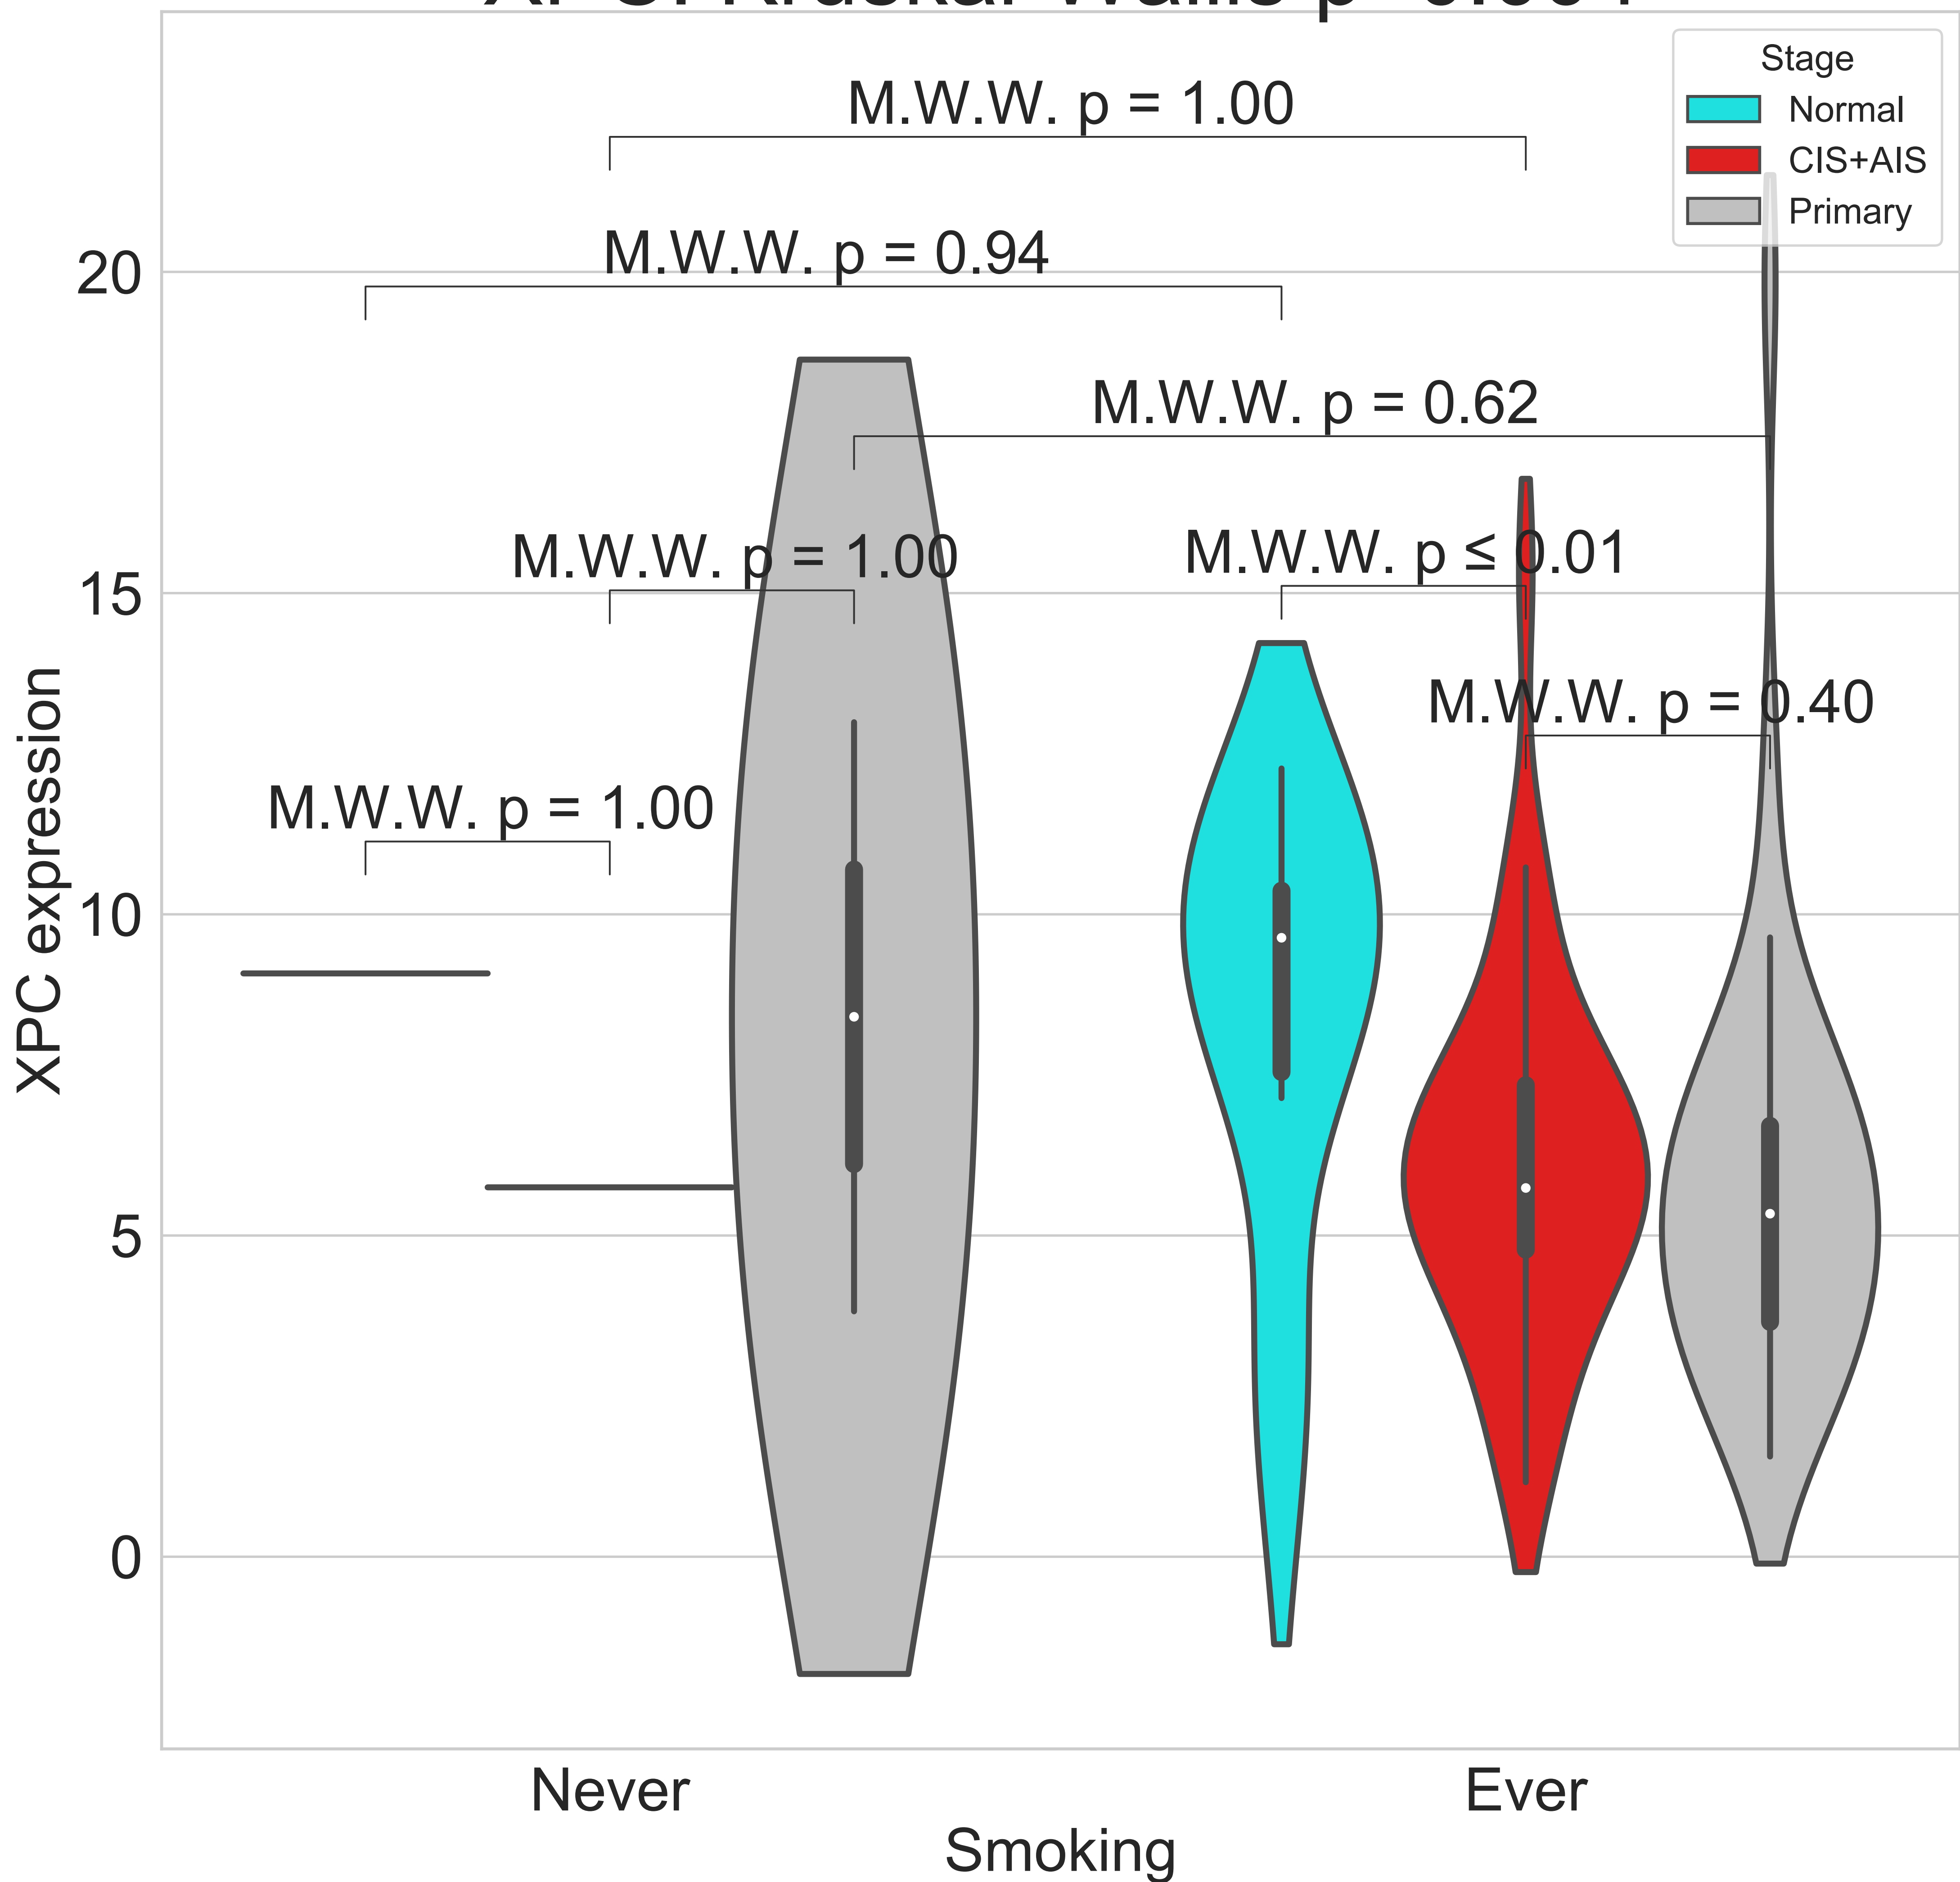 Stage
Normal
CIS+AIS
Primary
M.W.W. p = 1.00
M.W.W. p = 0.94
M.W.W. p = 0.62
M.W.W. p = 1.00
M.W.W. p ≤ 0.01
M.W.W. p = 0.40
M.W.W. p = 1.00
20
15
10
5
0
XPC expression
Never
Ever
Smoking